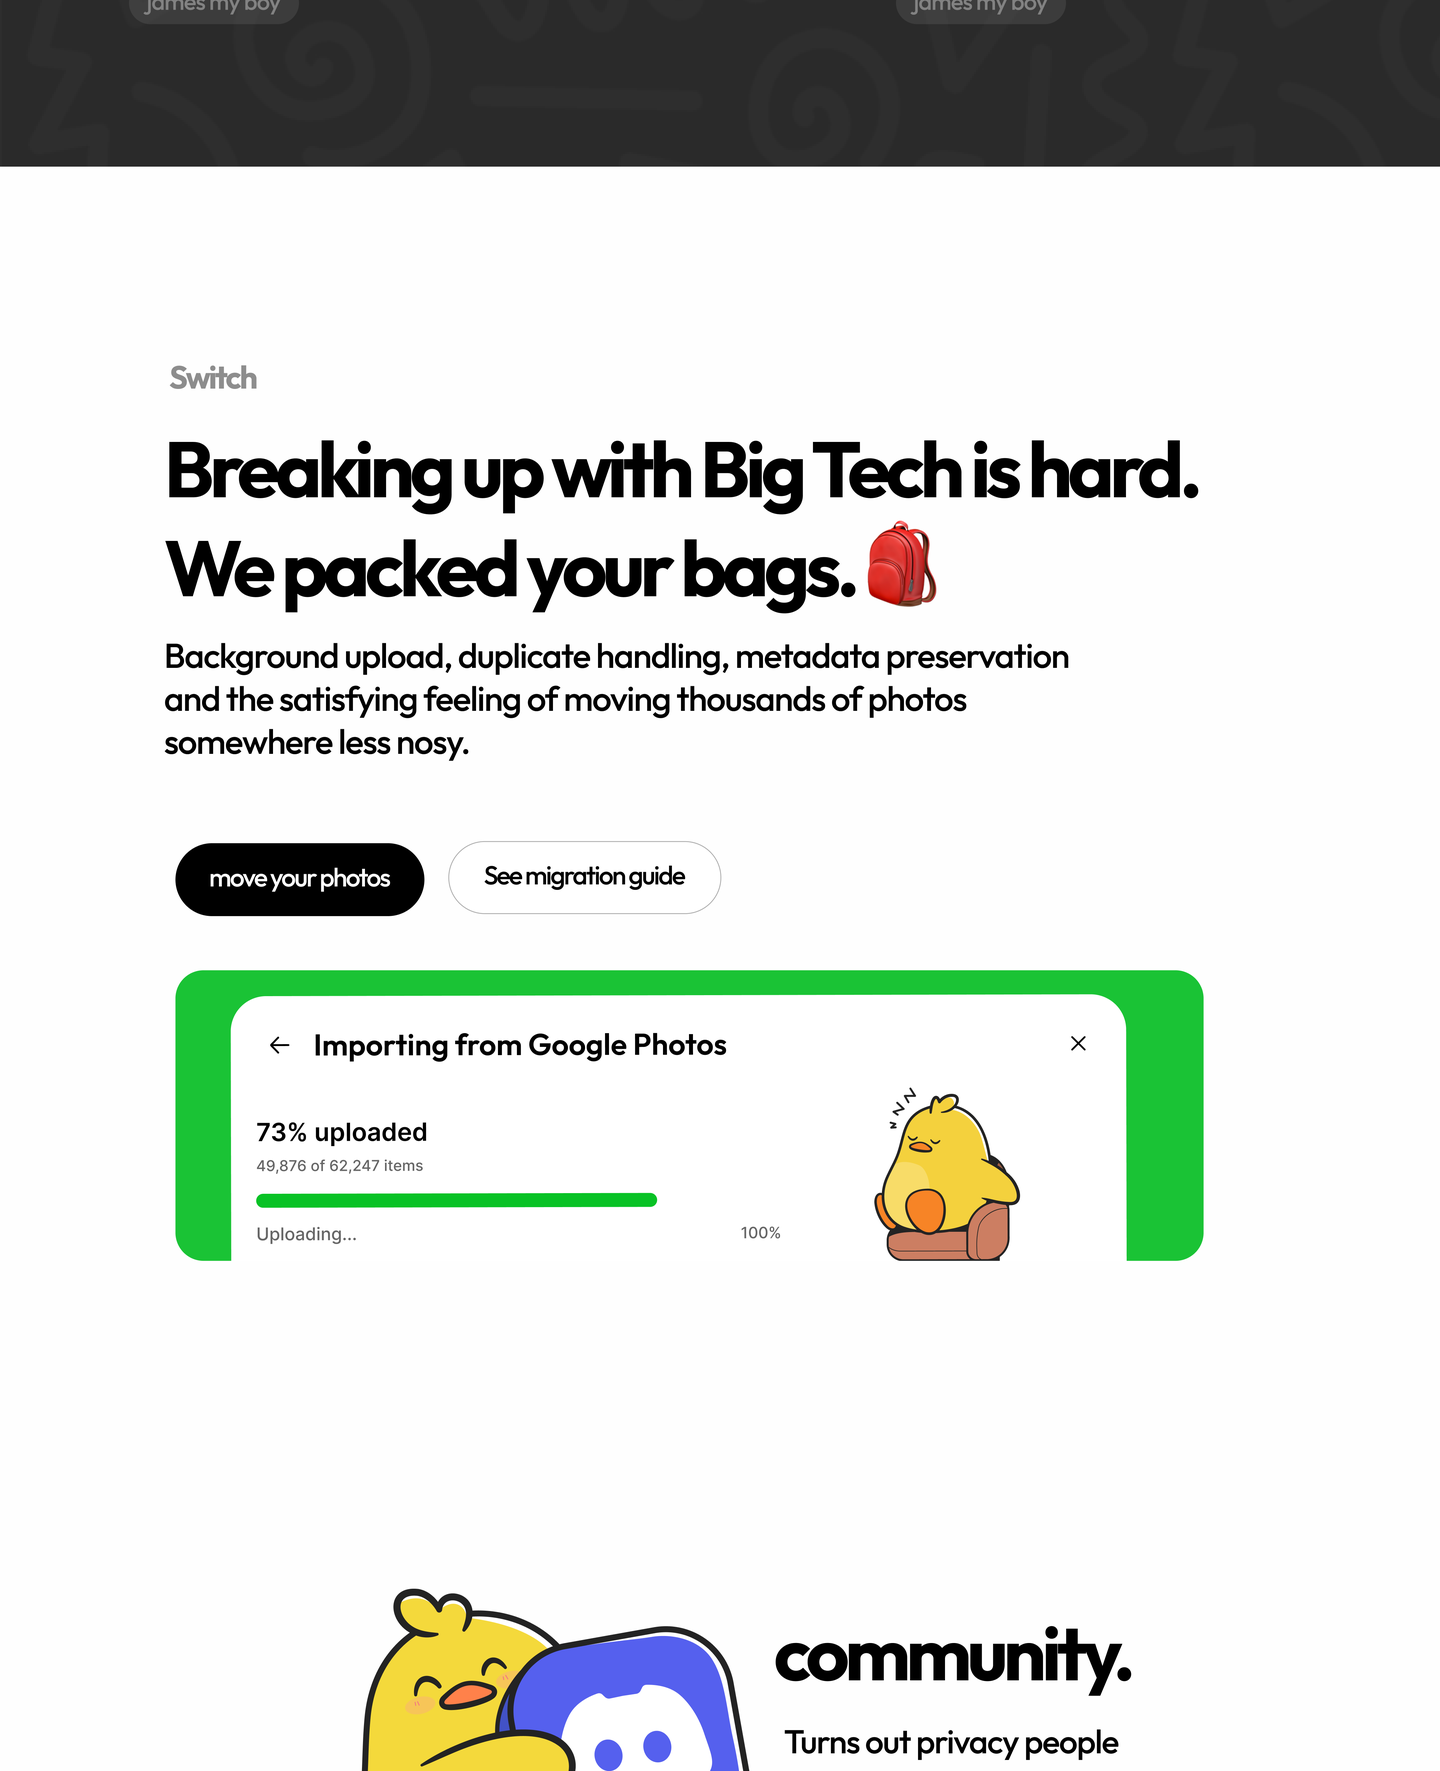 james my boy
james my boy
Switch
Breaking up with Big Tech is hard.
We packed your bags.
Background upload, duplicate handling, metadata preservation
and the satisfying feeling of moving thousands of photos
somewhere less nosy.
move your photos
See migration guide
Importing from Google Photos
z z z
73% uploaded
49,876 of 62,247 items
Uploading...
100%
community.
Turns out privacy people